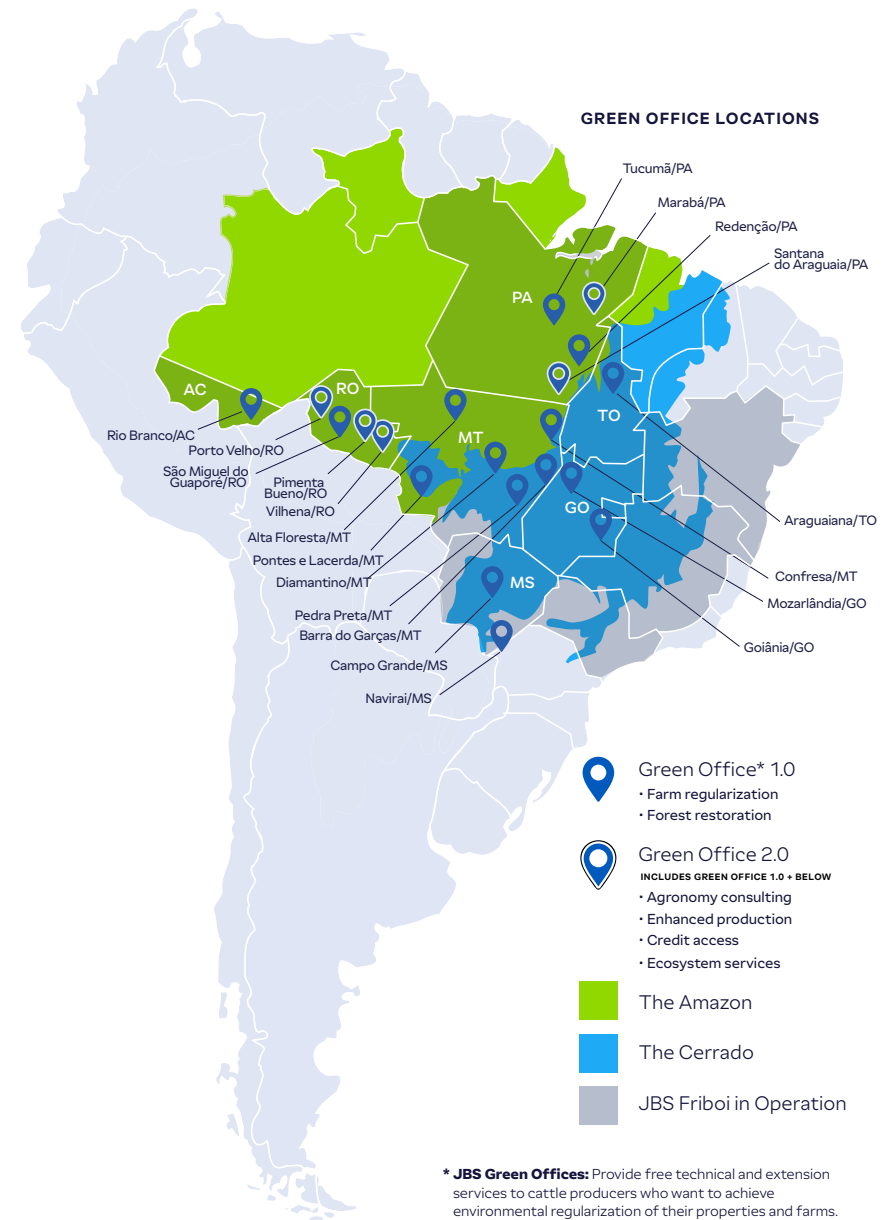 GREEN OFFICE LOCATIONS
Tucumã/PA
Marabá/PA
Redenção/PA
Santana
do Araguaia/PA
PA
AC
RO
MT
TO
GO
MS
Rio Branco/AC
Porto Velho/RO
São Miguel do
Guaporé/RO
Pimenta
Bueno/RO
Vilhena/RO
Alta Floresta/MT
Pontes e Lacerda/MT
Diamantino/MT
Pedra Preta/MT
Barra do Garças/MT
Campo Grande/MS
Navirai/MS
Araguaiana/TO
Confresa/MT
Mozarlândia/GO
Goiânia/GO
Green Office* 1.0
• Farm regularization
• Forest restoration
Green Office 2.0
INCLUDES GREEN OFFICE 1.0 + BELOW
• Agronomy consulting
• Enhanced production
• Credit access
• Ecosystem services
The Amazon
The Cerrado
JBS Friboi in Operation
* JBS Green Offices: Provide free technical and extension
services to cattle producers who want to achieve
environmental regularization of their properties and farms.